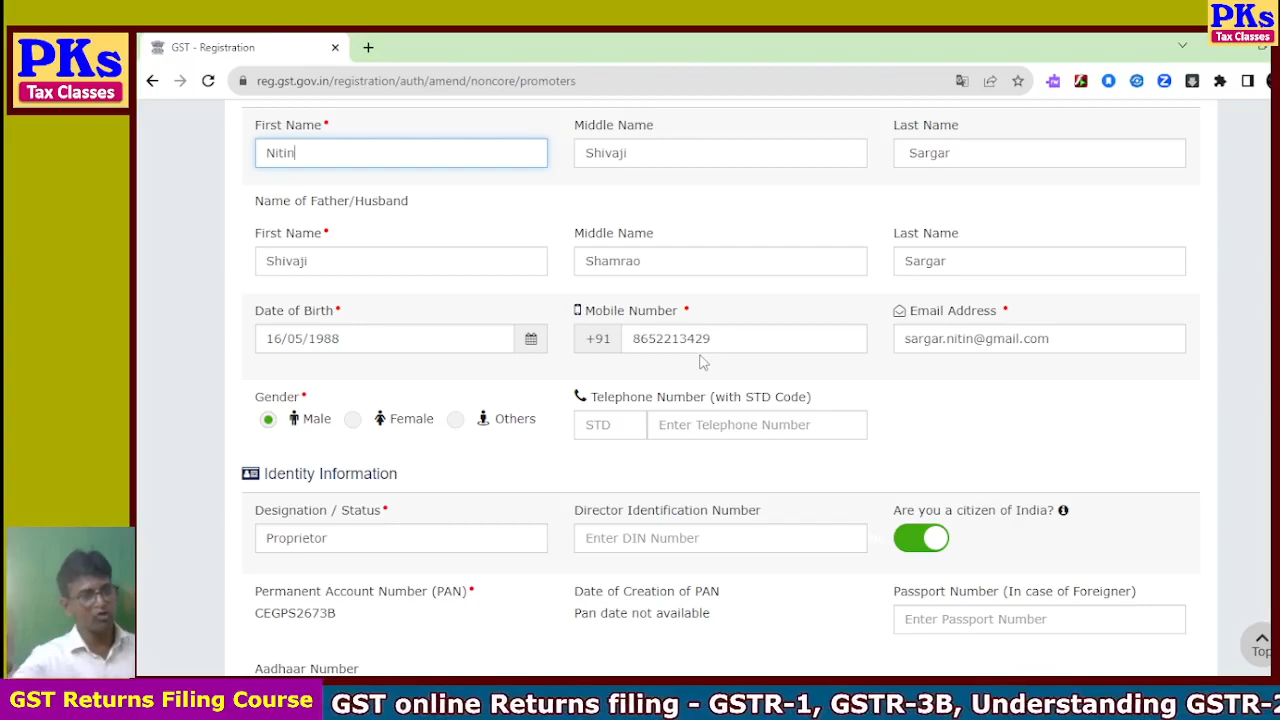 PKs
Tax Classes
PKs
Tax Classes
GST - Registration
reg.gst.gov.in/registration/auth/amend/noncore/promoters
First Name*
Middle Name
Last Name
Nitin
Shivaji
Sargar
Name of Father/Husband
First Name*
Middle Name
Last Name
Shivaji
Shamrao
Sargar
Date of Birth*
Mobile Number *
Email Address *
16/05/1988
+91
8652213429
sargar.nitin@gmail.com
Gender*
Telephone Number (with STD Code)
Male
Female
Others
STD
Enter Telephone Number
Identity Information
Designation / Status*
Director Identification Number
Are you a citizen of India?
Proprietor
Enter DIN Number
Permanent Account Number (PAN)*
Date of Creation of PAN
Passport Number (In case of Foreigner)
CEGPS2673B
Pan date not available
Enter Passport Number
Top
Aadhaar Number
GST Returns Filing Course
GST online Returns filing - GSTR-1, GSTR-3B, Understanding GSTR-2